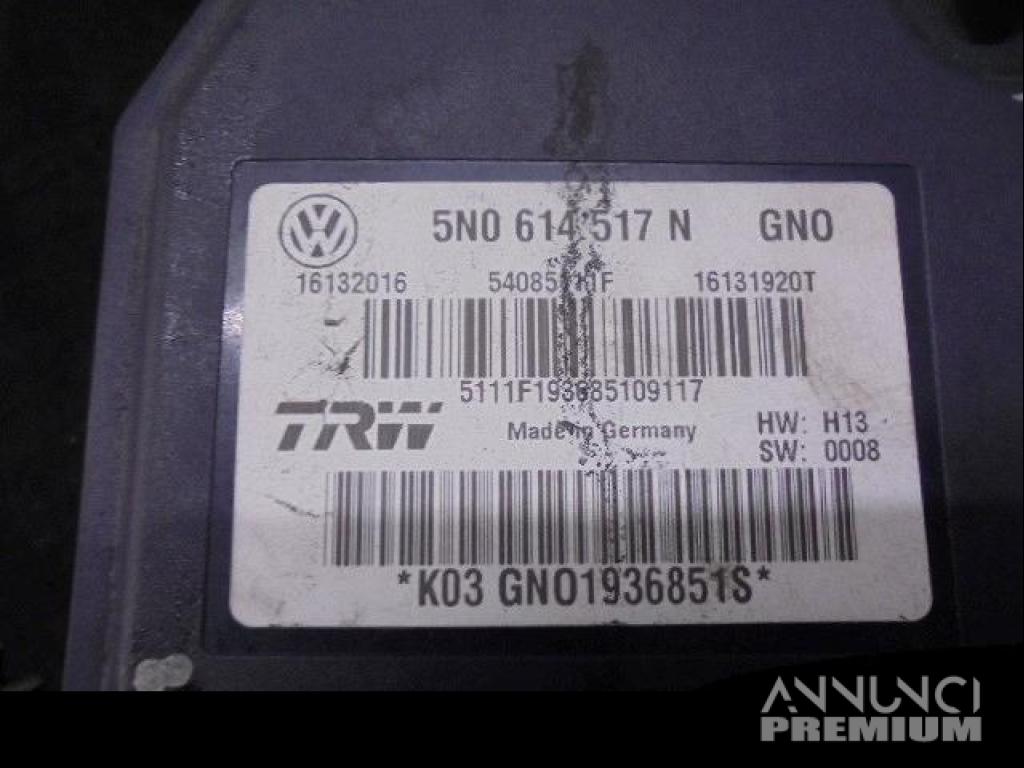 5N0 614 517 N GNO
16132016 16131920T
TRW
Made in Germany
HW: H13
SW: 0008
*K03 GNO1936851S*
ANNUNCI
PREMIUM